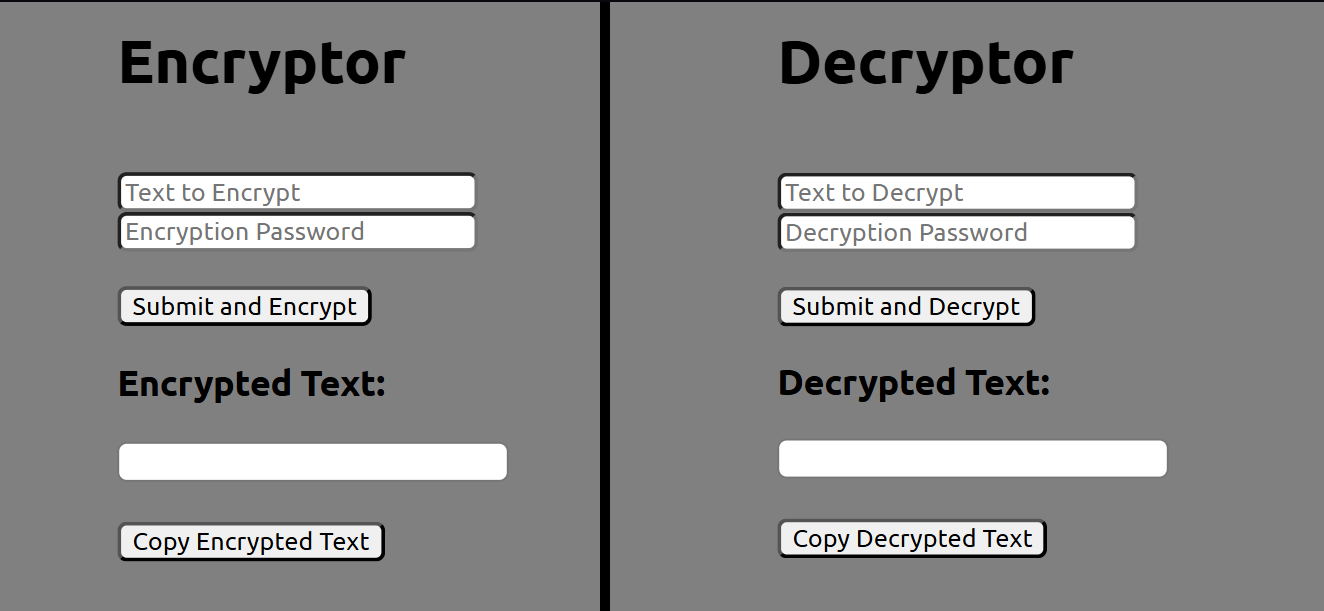 Encryptor
Text to Encrypt
Encryption Password
Submit and Encrypt
Encrypted Text:
Copy Encrypted Text
Decryptor
Text to Decrypt
Decryption Password
Submit and Decrypt
Decrypted Text:
Copy Decrypted Text